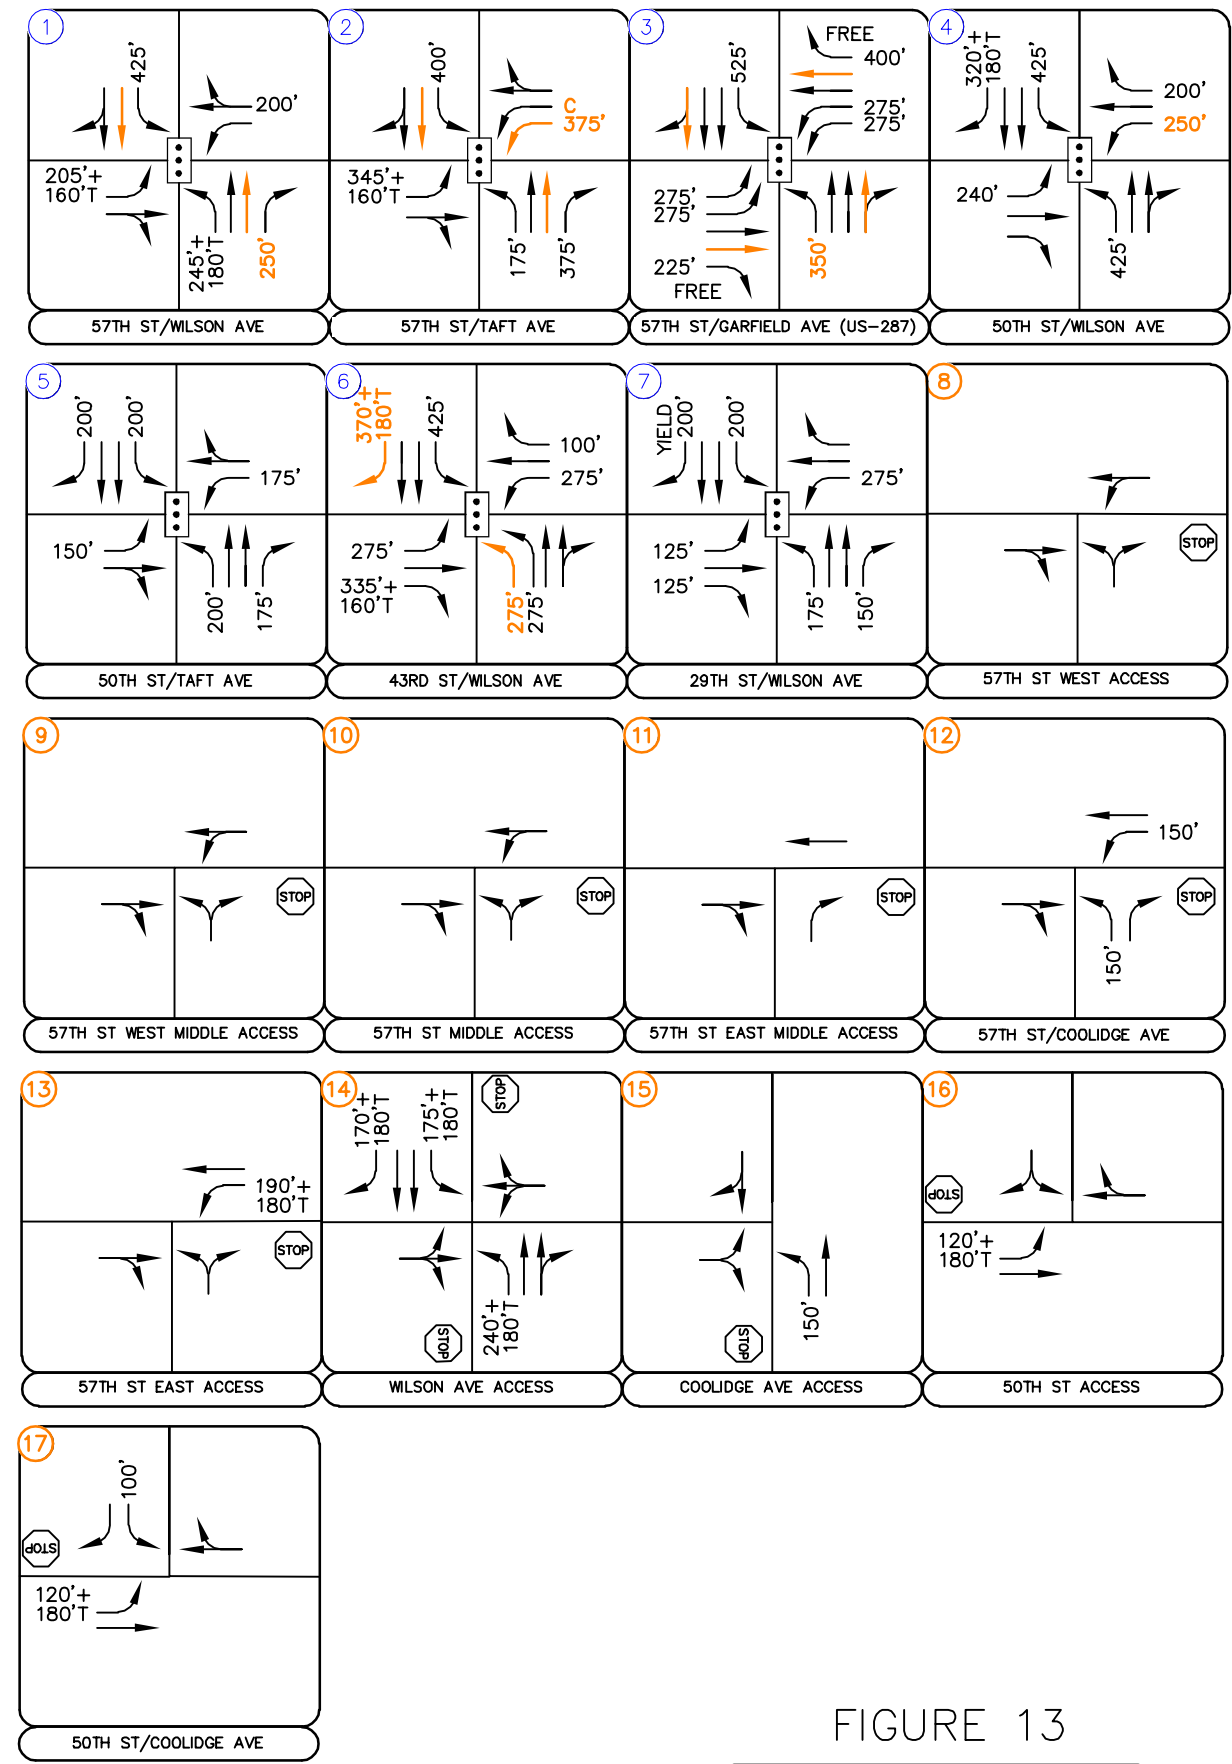 1
425'
200'
205'+
160'T
245'+
180'T
250'
57TH ST/WILSON AVE
2
400'
C
375'
345'+
160'T
175'
375'
57TH ST/TAFT AVE
3
525'
FREE
400'
275'
275'
275'
275'
225'
FREE
350'
57TH ST/GARFIELD AVE (US-287)
4
320'+
180'T
425'
200'
250'
240'
425'
50TH ST/WILSON AVE
5
200'
200'
175'
150'
200'
175'
50TH ST/TAFT AVE
6
370'+
180'T
425'
100'
275'
275'
335'+
160'T
275'
275'
43RD ST/WILSON AVE
7
YIELD
200'
200'
275'
125'
125'
175'
150'
29TH ST/WILSON AVE
8
STOP
57TH ST WEST ACCESS
9
STOP
57TH ST WEST MIDDLE ACCESS
10
STOP
57TH ST MIDDLE ACCESS
11
STOP
57TH ST EAST MIDDLE ACCESS
12
150'
STOP
150'
57TH ST/COOLIDGE AVE
13
190'+
180'T
STOP
57TH ST EAST ACCESS
14
170'+
180'T
175'+
180'T
STOP
STOP
240'+
180'T
WILSON AVE ACCESS
15
STOP
150'
COOLIDGE AVE ACCESS
16
STOP
120'+
180'T
50TH ST ACCESS
17
100'
STOP
120'+
180'T
50TH ST/COOLIDGE AVE
FIGURE 13